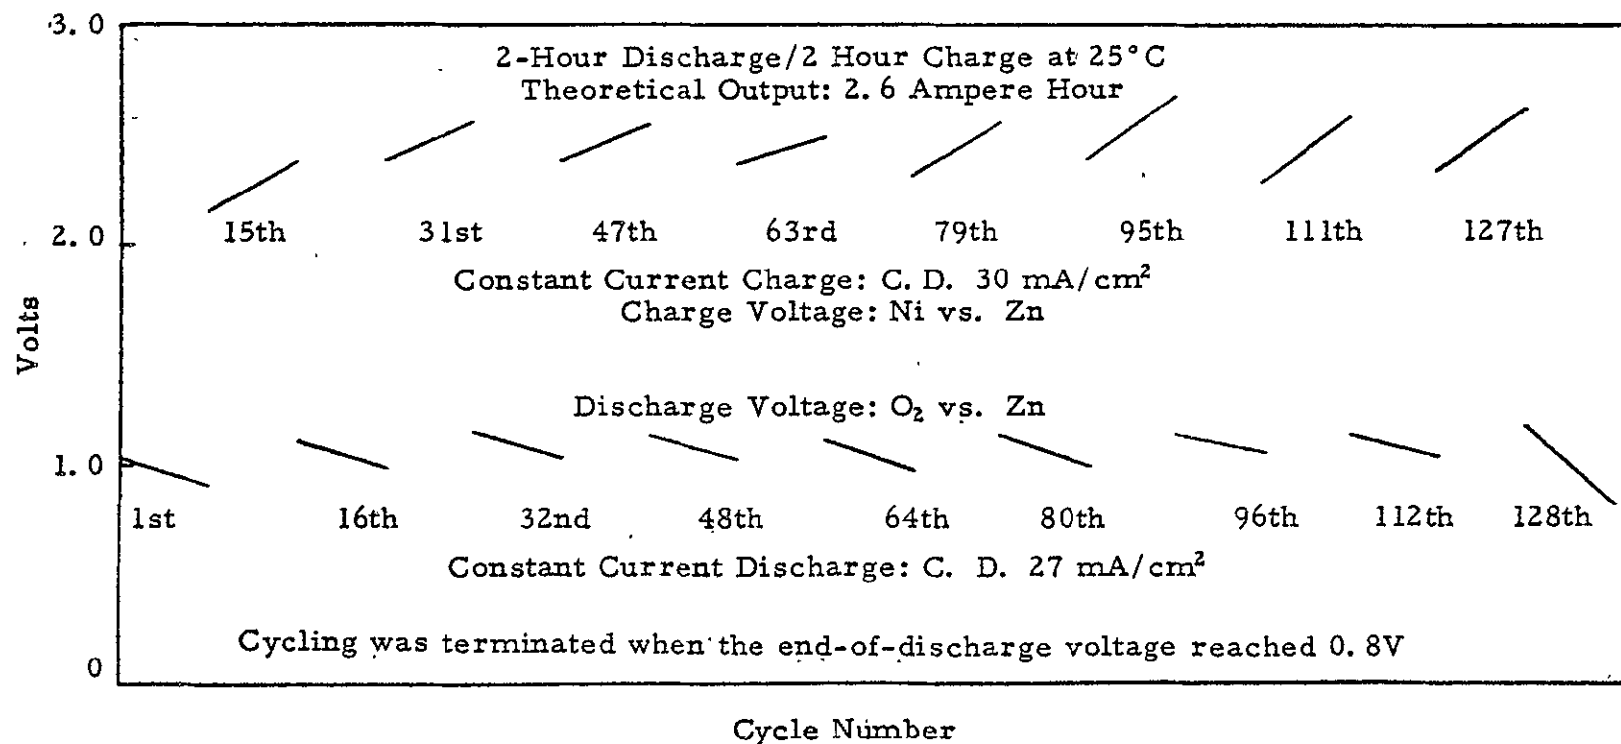 3.0
2-Hour Discharge/2 Hour Charge at 25°C
Theoretical Output: 2.6 Ampere Hour
15th 31st 47th 63rd 79th 95th 111th 127th
2.0
Constant Current Charge: C. D. 30 mA/cm²
Charge Voltage: Ni vs. Zn
Volts
Discharge Voltage: O₂ vs. Zn
1.0
1st 16th 32nd 48th 64th 80th 96th 112th 128th
Constant Current Discharge: C. D. 27 mA/cm²
Cycling was terminated when the end-of-discharge voltage reached 0.8V
0
Cycle Number